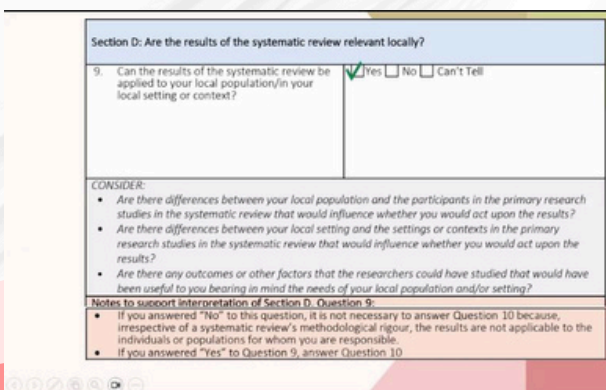 Section D: Are the results of the systematic review relevant locally?
9. Can the results of the systematic review be
applied to your local population/in your
local setting or context?
Yes No Can't Tell
CONSIDER:
• Are there differences between your local population and the participants in the primary research
studies in the systematic review that would influence whether you would act upon the results?
• Are there differences between your local setting and the settings or contexts in the primary
research studies in the systematic review that would influence whether you would act upon the
results?
• Are there any outcomes or other factors that the researchers could have studied that would have
been useful to you bearing in mind the needs of your local population and/or setting?
Notes to support interpretation of Section D. Question 9:
• If you answered "No" to this question, it is not necessary to answer Question 10 because,
irrespective of a systematic review's methodological rigour, the results are not applicable to the
individuals or populations for whom you are responsible.
• If you answered "Yes" to Question 9, answer Question 10